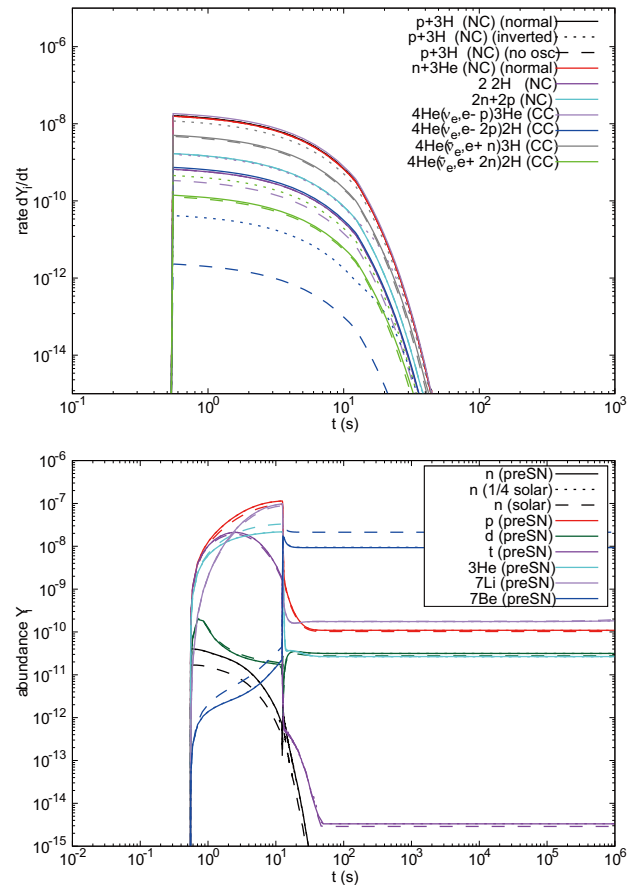 10-6
10-8
10-10
10-12
10-14
rate dYi/dt
p+3H (NC) (normal)
p+3H (NC) (inverted)
p+3H (NC) (no osc)
n+3He (NC) (normal)
2 2H (NC)
2n+2p (NC)
4He(νe,e- p)3He (CC)
4He(νe,e- 2p)2H (CC)
4He(ν̄e,e+ n)3H (CC)
4He(ν̄e,e+ 2n)2H (CC)
10-1 100 101 102 103
t (s)
10-6
10-7
10-8
10-9
10-10
10-11
10-12
10-13
10-14
10-15
abundance Yi
n (preSN)
n (1/4 solar)
n (solar)
p (preSN)
d (preSN)
t (preSN)
3He (preSN)
7Li (preSN)
7Be (preSN)
10-2 10-1 100 101 102 103 104 105 106
t (s)